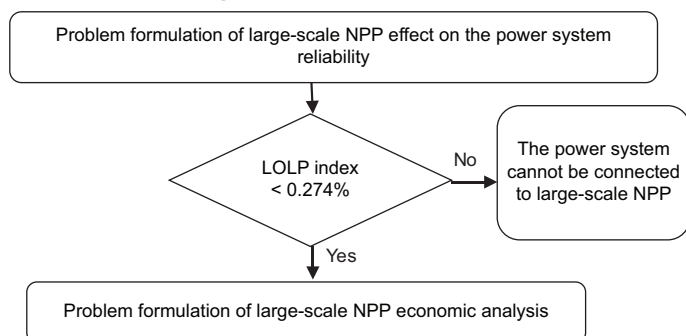 Problem formulation of large-scale NPP effect on the power system
reliability
LOLP index
< 0.274%
No
The power system
cannot be connected
to large-scale NPP
Yes
Problem formulation of large-scale NPP economic analysis